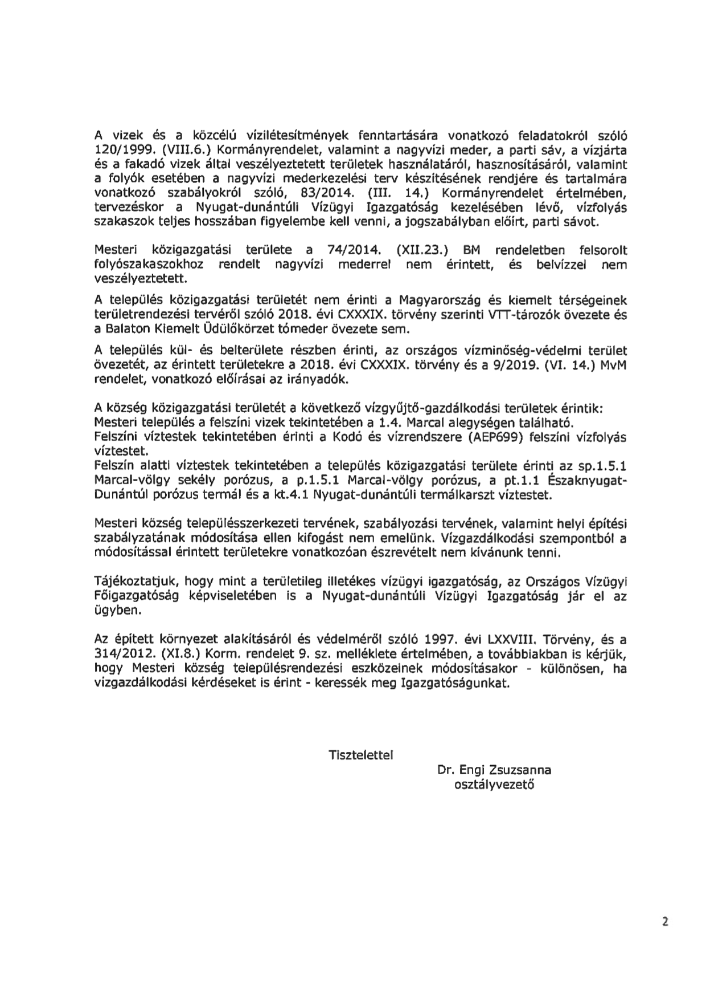 A vizek és a közcélú vízilétesítmények fenntartására vonatkozó feladatokról szóló
120/1999. (VIII.6.) Kormányrendelet, valamint a nagyvízi meder, a parti sáv, a vízjárta
és a fakadó vizek által veszélyeztetett területek használatáról, hasznosításáról, valamint
a folyók esetében a nagyvízi mederkezelési terv készítésének rendjére és tartalmára
vonatkozó szabályokról szóló, 83/2014. (III. 14.) Kormányrendelet értelmében,
tervezéskor a Nyugat-dunántúli Vízügyi Igazgatóság kezelésében lévő, vízfolyás
szakaszok teljes hosszában figyelembe kell venni, a jogszabályban előírt, parti sávot.
Mesteri közigazgatási területe a 74/2014. (XII.23.) BM rendeletben felsorolt
folyószakaszokhoz rendelt nagyvízi mederrel nem érintett, és belvízzel nem
veszélyeztetett.
A település közigazgatási területét nem érinti a Magyarország és kiemelt térségeinek
területrendezési tervéről szóló 2018. évi CXXXIX. törvény szerinti VTT-tározók övezete és
a Balaton Kiemelt Üdülőkörzet tómeder övezete sem.
A település kül- és belterülete részben érinti, az országos vízminőség-védelmi terület
övezetét, az érintett területekre a 2018. évi CXXXIX. törvény és a 9/2019. (VI. 14.) MvM
rendelet, vonatkozó előírásai az irányadók.
A község közigazgatási területét a következő vízgyűjtő-gazdálkodási területek érintik:
Mesteri település a felszíni vizek tekintetében a 1.4. Marcal alegységen található.
Felszíni víztestek tekintetében érinti a Kodó és vízrendszere (AEP699) felszíni vízfolyás
víztestet.
Felszín alatti víztestek tekintetében a település közigazgatási területe érinti az sp.1.5.1
Marcal-völgy sekély porózus, a p.1.5.1 Marcal-völgy porózus, a pt.1.1 Északnyugat-
Dunántúl porózus termál és a kt.4.1 Nyugat-dunántúli termálkarszt víztestet.
Mesteri község településszerkezeti tervének, szabályozási tervének, valamint helyi építési
szabályzatának módosítása ellen kifogást nem emelünk. Vízgazdálkodási szempontból a
módosítással érintett területekre vonatkozóan észrevételt nem kívánunk tenni.
Tájékoztatjuk, hogy mint a területileg illetékes vízügyi igazgatóság, az Országos Vízügyi
Főigazgatóság képviseletében is a Nyugat-dunántúli Vízügyi Igazgatóság jár el az
ügyben.
Az épített környezet alakításáról és védelméről szóló 1997. évi LXXVIII. Törvény, és a
314/2012. (XI.8.) Korm. rendelet 9. sz. melléklete értelmében, a továbbiakban is kérjük,
hogy Mesteri község településrendezési eszközeinek módosításakor - különösen, ha
vízgazdálkodási kérdéseket is érint - keressék meg Igazgatóságunkat.
Tisztelettel
Dr. Engi Zsuzsanna
osztályvezető
2